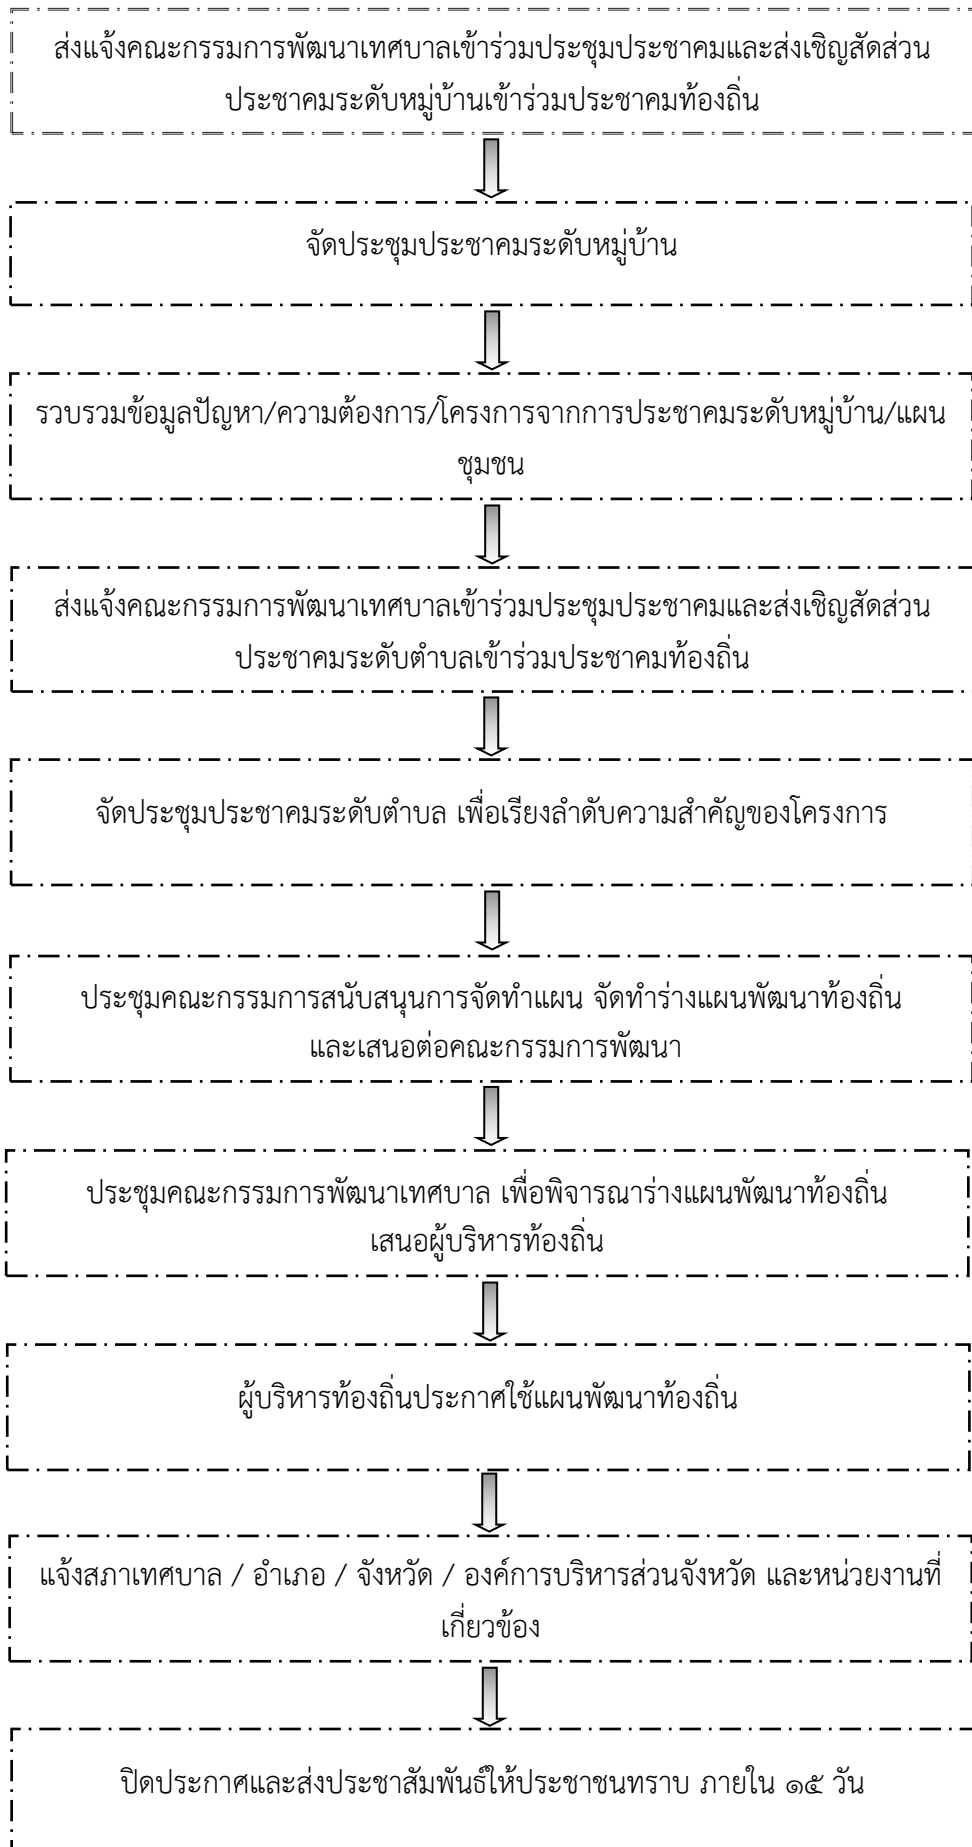 ส่งแจ้งคณะกรรมการพัฒนาเทศบาลเข้าร่วมประชุมประชาคมและส่งเชิญสัดส่วน
ประชาคมระดับหมู่บ้านเข้าร่วมประชาคมท้องถิ่น
จัดประชุมประชาคมระดับหมู่บ้าน
รวบรวมข้อมูลปัญหา/ความต้องการ/โครงการจากการประชาคมระดับหมู่บ้าน/แผน
ชุมชน
ส่งแจ้งคณะกรรมการพัฒนาเทศบาลเข้าร่วมประชุมประชาคมและส่งเชิญสัดส่วน
ประชาคมระดับตำบลเข้าร่วมประชาคมท้องถิ่น
จัดประชุมประชาคมระดับตำบล เพื่อเรียงลำดับความสำคัญของโครงการ
ประชุมคณะกรรมการสนับสนุนการจัดทำแผน จัดทำร่างแผนพัฒนาท้องถิ่น
และเสนอต่อคณะกรรมการพัฒนา
ประชุมคณะกรรมการพัฒนาเทศบาล เพื่อพิจารณาร่างแผนพัฒนาท้องถิ่น
เสนอผู้บริหารท้องถิ่น
ผู้บริหารท้องถิ่นประกาศใช้แผนพัฒนาท้องถิ่น
แจ้งสภาเทศบาล / อำเภอ / จังหวัด / องค์การบริหารส่วนจังหวัด และหน่วยงานที่
เกี่ยวข้อง
ปิดประกาศและส่งประชาสัมพันธ์ให้ประชาชนทราบ ภายใน ๑๕ วัน